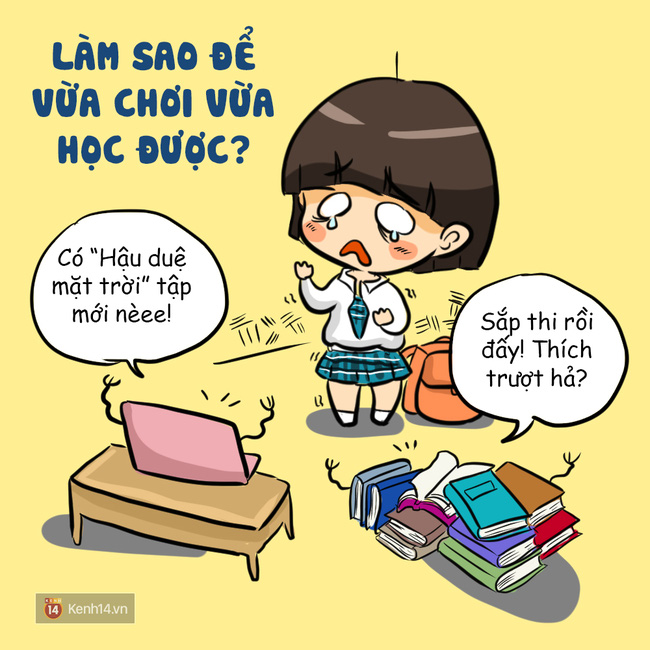 LÀM SAO ĐỂ
VỪA CHƠI VỪA
HỌC ĐƯỢC?
Có “Hậu duệ
mặt trời” tập
mới nèee!
Sắp thi rồi
đấy! Thích
trượt hả?
14 Kenh14.vn